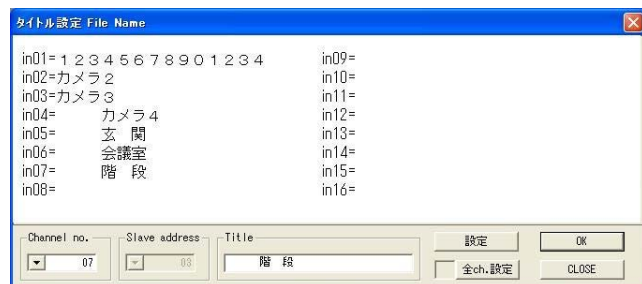 タイトル設定 File Name
in01=１２３４５６７８９０１２３４
in02=カメラ２
in03=カメラ３
in04=　　　カメラ４
in05=　　　玄　関
in06=　　　会議室
in07=　　　階　段
in08=
in09=
in10=
in11=
in12=
in13=
in14=
in15=
in16=
Channel no.
07
Slave address
03
Title
階　段
設定
全ch.設定
OK
CLOSE